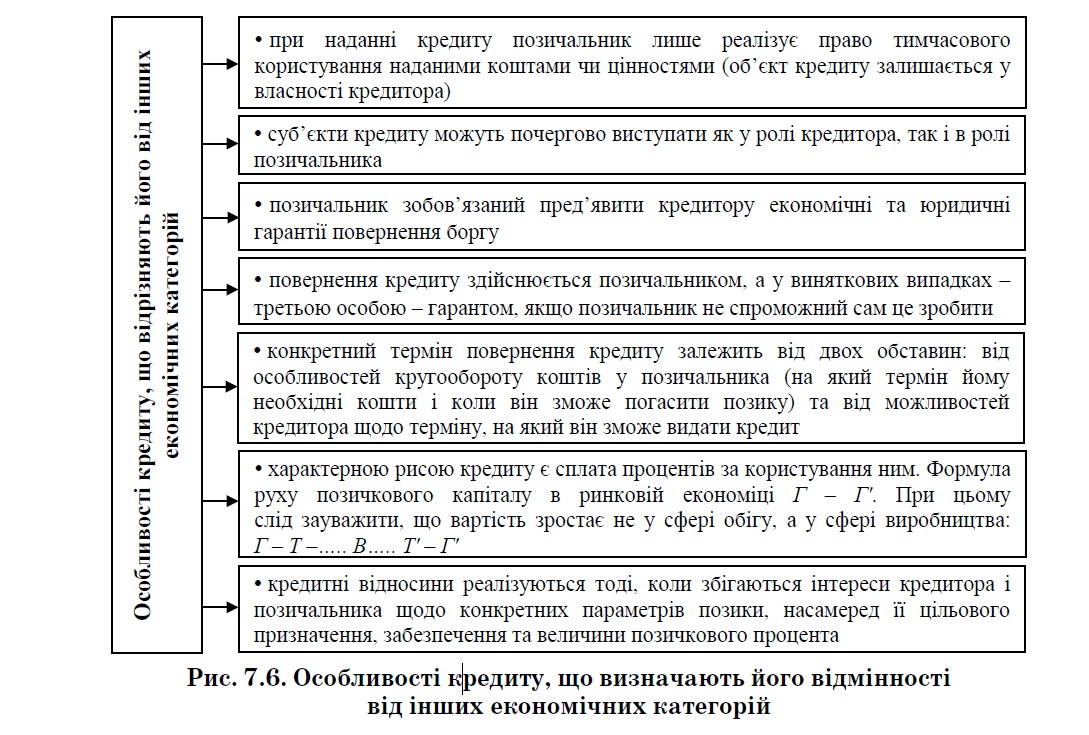 Особливості кредиту, що відрізняють його від інших
економічних категорій
• при наданні кредиту позичальник лише реалізує право тимчасового
користування наданими коштами чи цінностями (об’єкт кредиту залишається у
власності кредитора)
• суб’єкти кредиту можуть почергово виступати як у ролі кредитора, так і в ролі
позичальника
• позичальник зобов’язаний пред’явити кредитору економічні та юридичні
гарантії повернення боргу
• повернення кредиту здійснюється позичальником, а у виняткових випадках –
третьою особою – гарантом, якщо позичальник не спроможний сам це зробити
• конкретний термін повернення кредиту залежить від двох обставин: від
особливостей кругообороту коштів у позичальника (на який термін йому
необхідні кошти і коли він зможе погасити позику) та від можливостей
кредитора щодо терміну, на який він зможе видати кредит
• характерною рисою кредиту є сплата процентів за користування ним. Формула
руху позичкового капіталу в ринковій економіці Г – Г'. При цьому
слід зауважити, що вартість зростає не у сфері обігу, а у сфері виробництва:
Г – Т –..... В..... Т' – Г'
• кредитні відносини реалізуються тоді, коли збігаються інтереси кредитора і
позичальника щодо конкретних параметрів позики, насамеред її цільового
призначення, забезпечення та величини позичкового процента
Рис. 7.6. Особливості кредиту, що визначають його відмінності
від інших економічних категорій